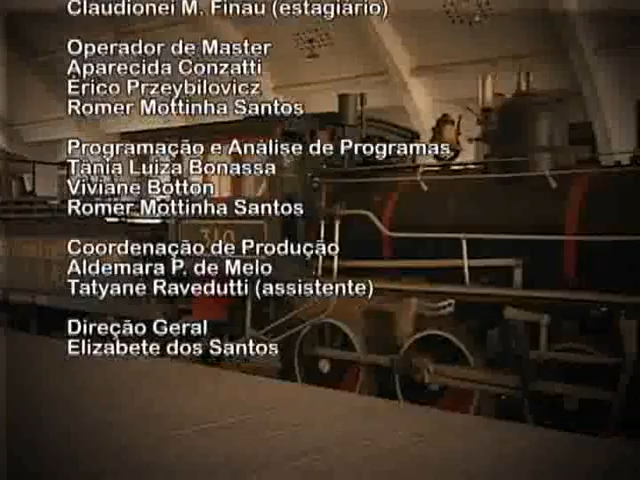 Claudionei M. Finau (estagiário)
Operador de Master
Aparecida Conzatti
Érico Przeybilovicz
Romer Mottinha Santos
Programação e Análise de Programas
Tânia Luiza Bonassa
Viviane Botton
Romer Mottinha Santos
310
Coordenação de Produção
Aldemara P. de Melo
Tatyane Ravedutti (assistente)
Direção Geral
Elizabete dos Santos